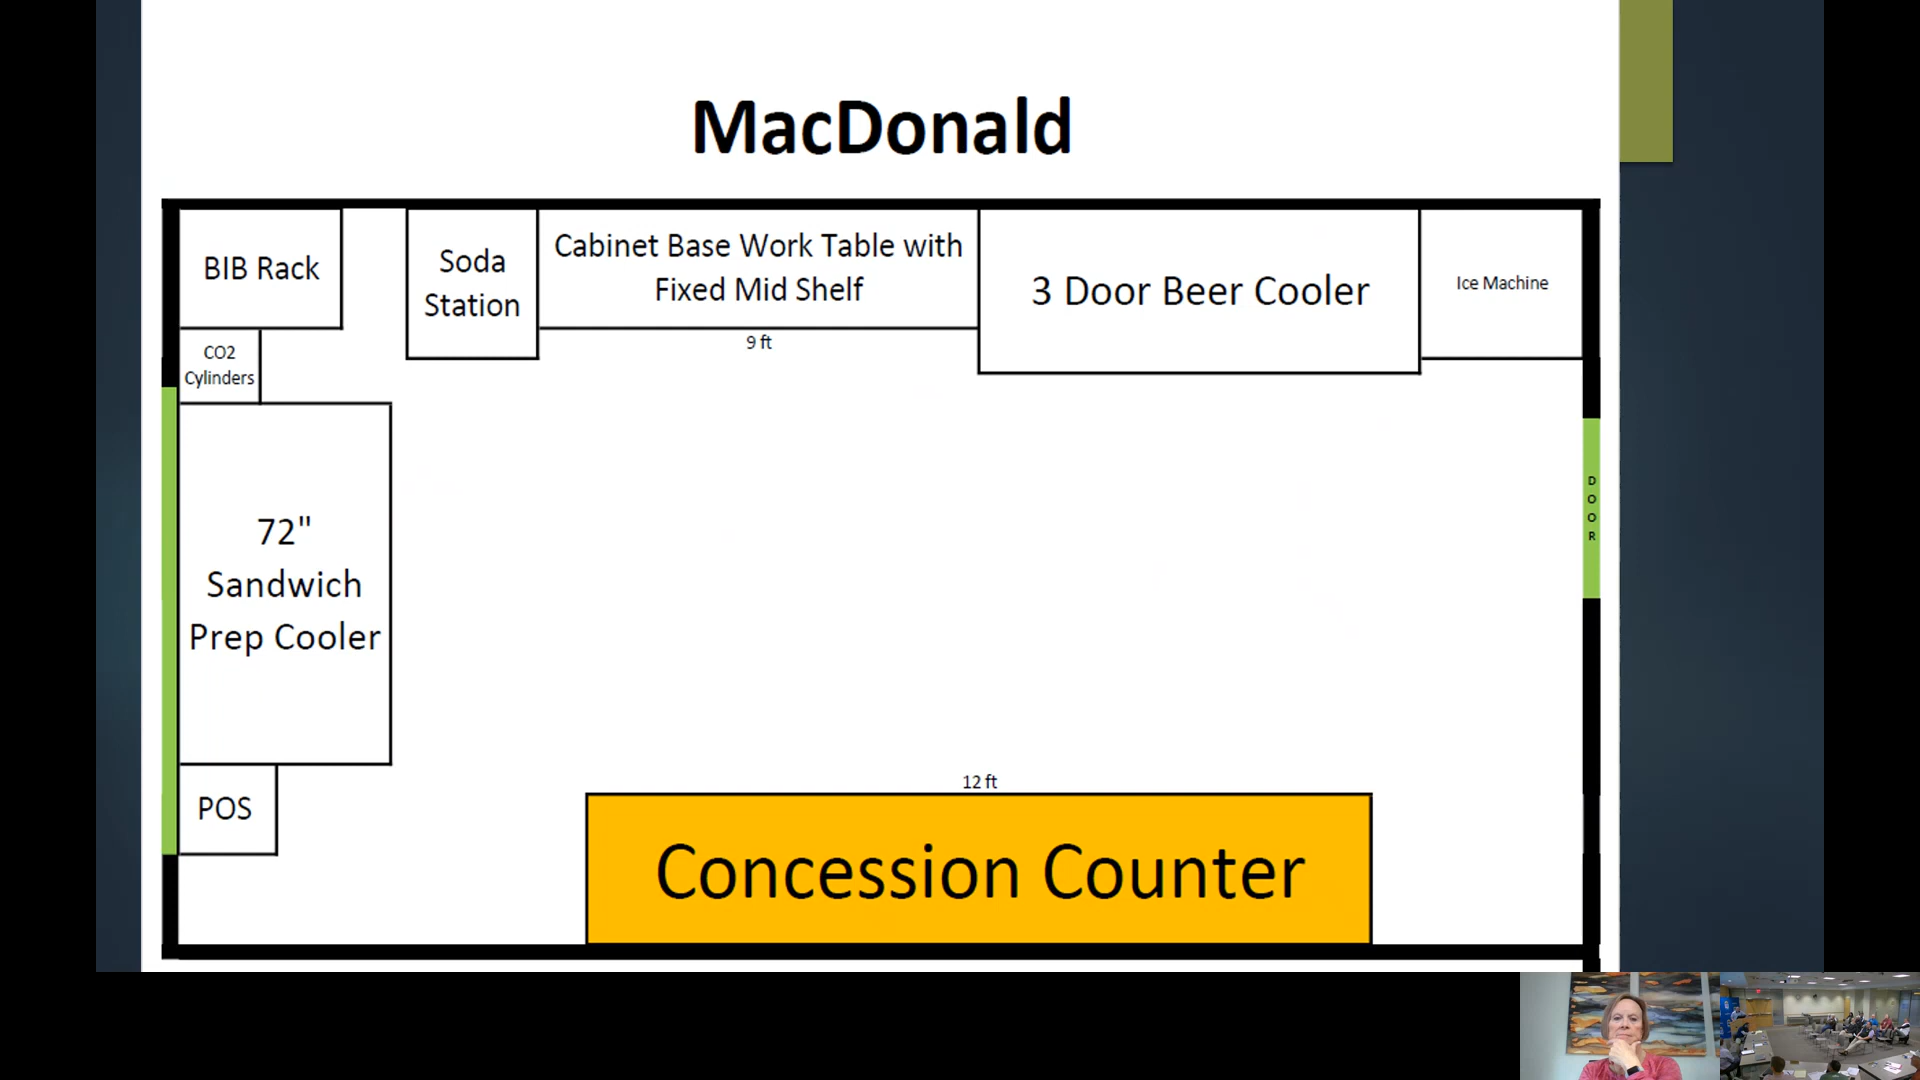 MacDonald
BIB Rack
Soda
Station
Cabinet Base Work Table with
Fixed Mid Shelf
9 ft
3 Door Beer Cooler
Ice Machine
CO2
Cylinders
72"
Sandwich
Prep Cooler
POS
D
O
O
R
12 ft
Concession Counter